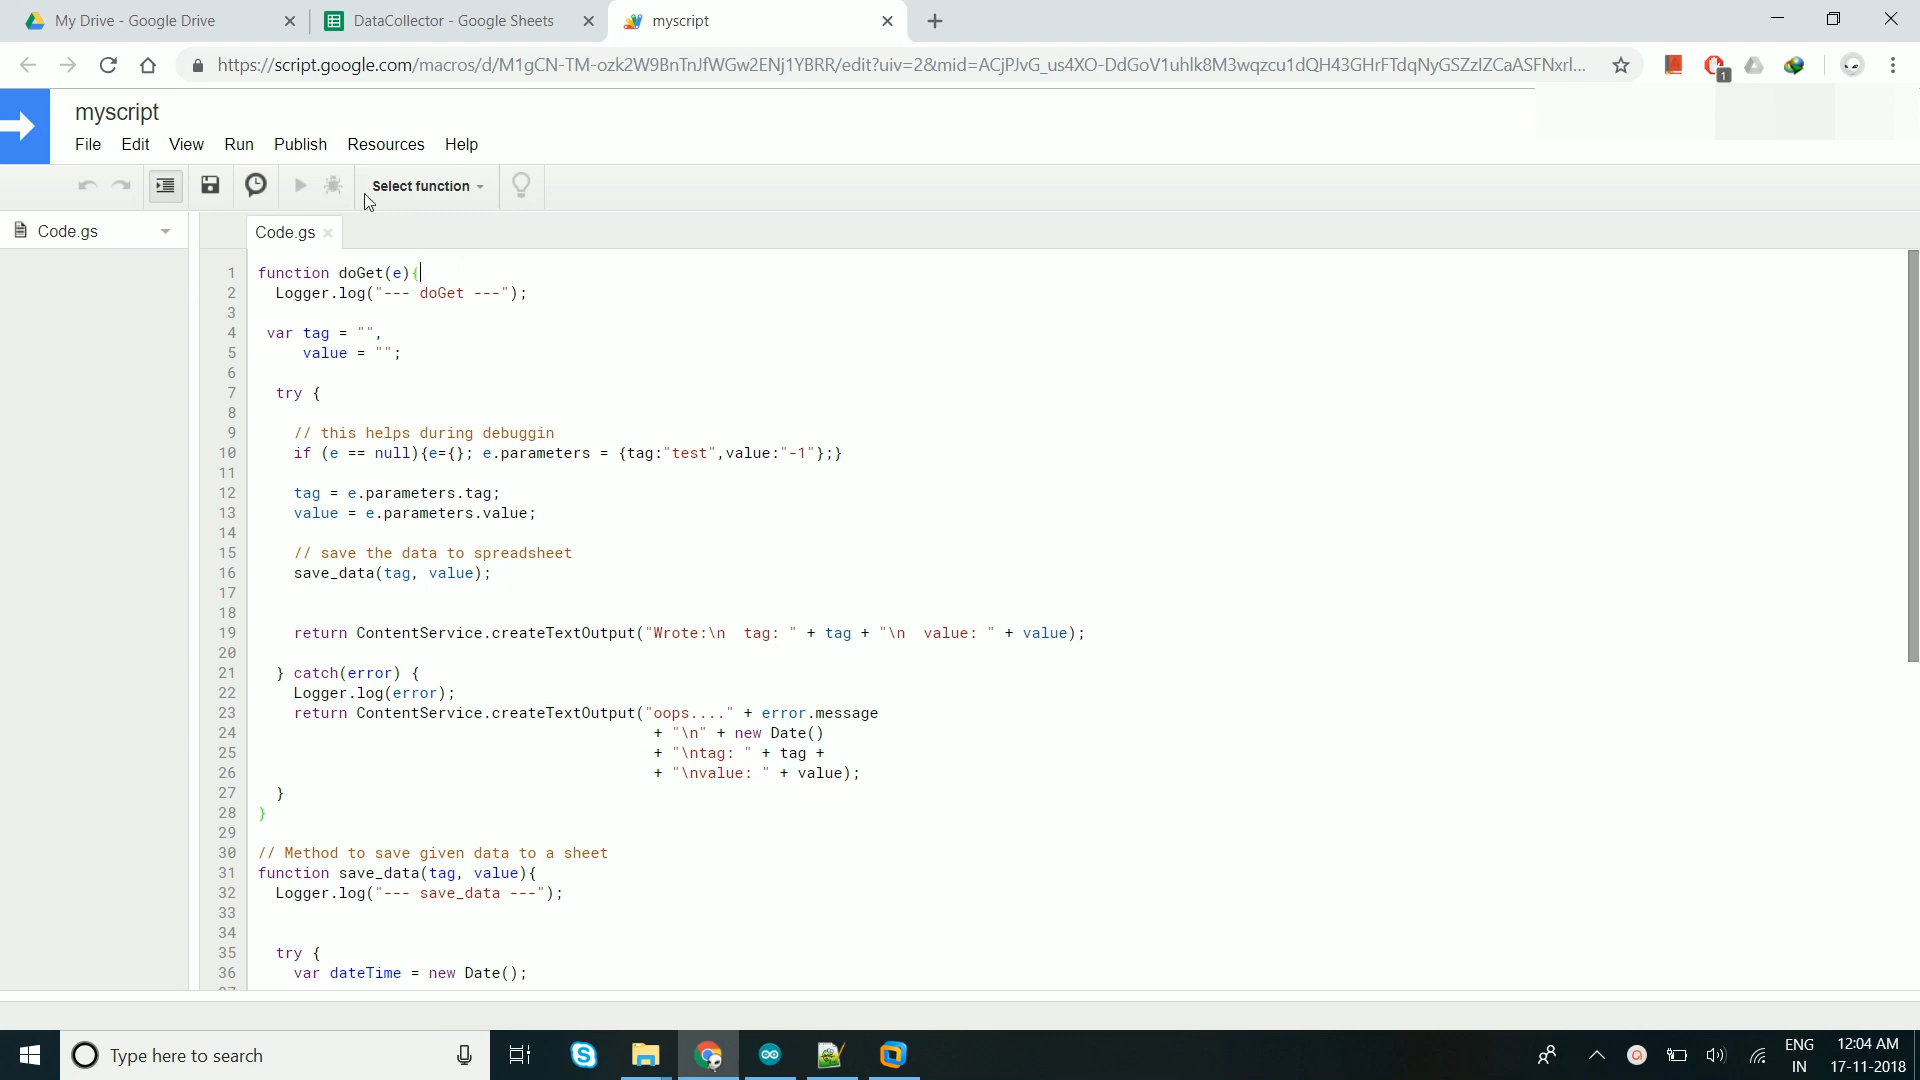 My Drive - Google Drive
DataCollector - Google Sheets
myscript
https://script.google.com/macros/d/M1gCN-TM-ozk2W9BnTnJfWGw2ENj1YBRR/edit?uiv=2&mid=ACjPJvG_us4XO-DdGoV1uhlk8M3wqzcu1dQH43GHrFTdqNyGSZzIZCaASFNxrl...
1
myscript
File Edit View Run Publish Resources Help
Select function
Code.gs
Code.gs
1 function doGet(e){
2 Logger.log("--- doGet ---");
3
4 var tag = "",
5 value = "";
6
7 try {
8
9 // this helps during debuggin
10 if (e == null){e={}; e.parameters = {tag:"test",value:"-1"};}
11
12 tag = e.parameters.tag;
13 value = e.parameters.value;
14
15 // save the data to spreadsheet
16 save_data(tag, value);
17
18
19 return ContentService.createTextOutput("Wrote:\n  tag: " + tag + "\n  value: " + value);
20
21 } catch(error) {
22 Logger.log(error);
23 return ContentService.createTextOutput("oops...." + error.message
24 + "\n" + new Date()
25 + "\ntag: " + tag +
26 + "\nvalue: " + value);
27 }
28 }
29
30 // Method to save given data to a sheet
31 function save_data(tag, value){
32 Logger.log("--- save_data ---");
33
34
35 try {
36 var dateTime = new Date();
Type here to search
ENG
IN
12:04 AM
17-11-2018